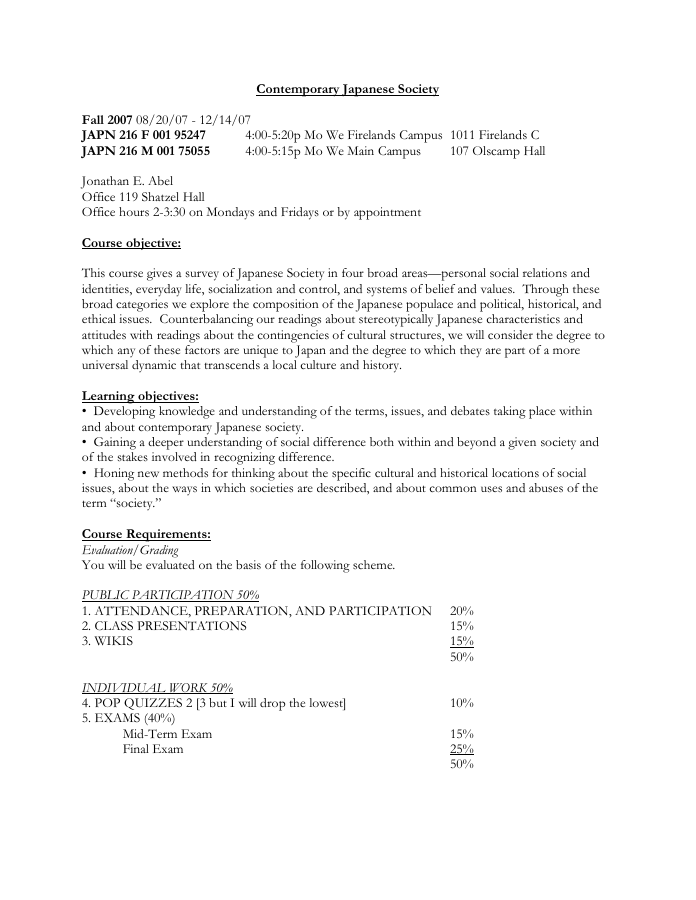 Contemporary Japanese Society
Fall 2007 08/20/07 - 12/14/07
JAPN 216 F 001 95247 4:00-5:20p Mo We Firelands Campus 1011 Firelands C
JAPN 216 M 001 75055 4:00-5:15p Mo We Main Campus 107 Olscamp Hall
Jonathan E. Abel
Office 119 Shatzel Hall
Office hours 2-3:30 on Mondays and Fridays or by appointment
Course objective:
This course gives a survey of Japanese Society in four broad areas—personal social relations and
identities, everyday life, socialization and control, and systems of belief and values. Through these
broad categories we explore the composition of the Japanese populace and political, historical, and
ethical issues. Counterbalancing our readings about stereotypically Japanese characteristics and
attitudes with readings about the contingencies of cultural structures, we will consider the degree to
which any of these factors are unique to Japan and the degree to which they are part of a more
universal dynamic that transcends a local culture and history.
Learning objectives:
• Developing knowledge and understanding of the terms, issues, and debates taking place within
and about contemporary Japanese society.
• Gaining a deeper understanding of social difference both within and beyond a given society and
of the stakes involved in recognizing difference.
• Honing new methods for thinking about the specific cultural and historical locations of social
issues, about the ways in which societies are described, and about common uses and abuses of the
term “society.”
Course Requirements:
Evaluation/Grading
You will be evaluated on the basis of the following scheme.
PUBLIC PARTICIPATION 50%
1. ATTENDANCE, PREPARATION, AND PARTICIPATION 20%
2. CLASS PRESENTATIONS 15%
3. WIKIS 15%
50%
INDIVIDUAL WORK 50%
4. POP QUIZZES 2 [3 but I will drop the lowest] 10%
5. EXAMS (40%)
Mid-Term Exam 15%
Final Exam 25%
50%